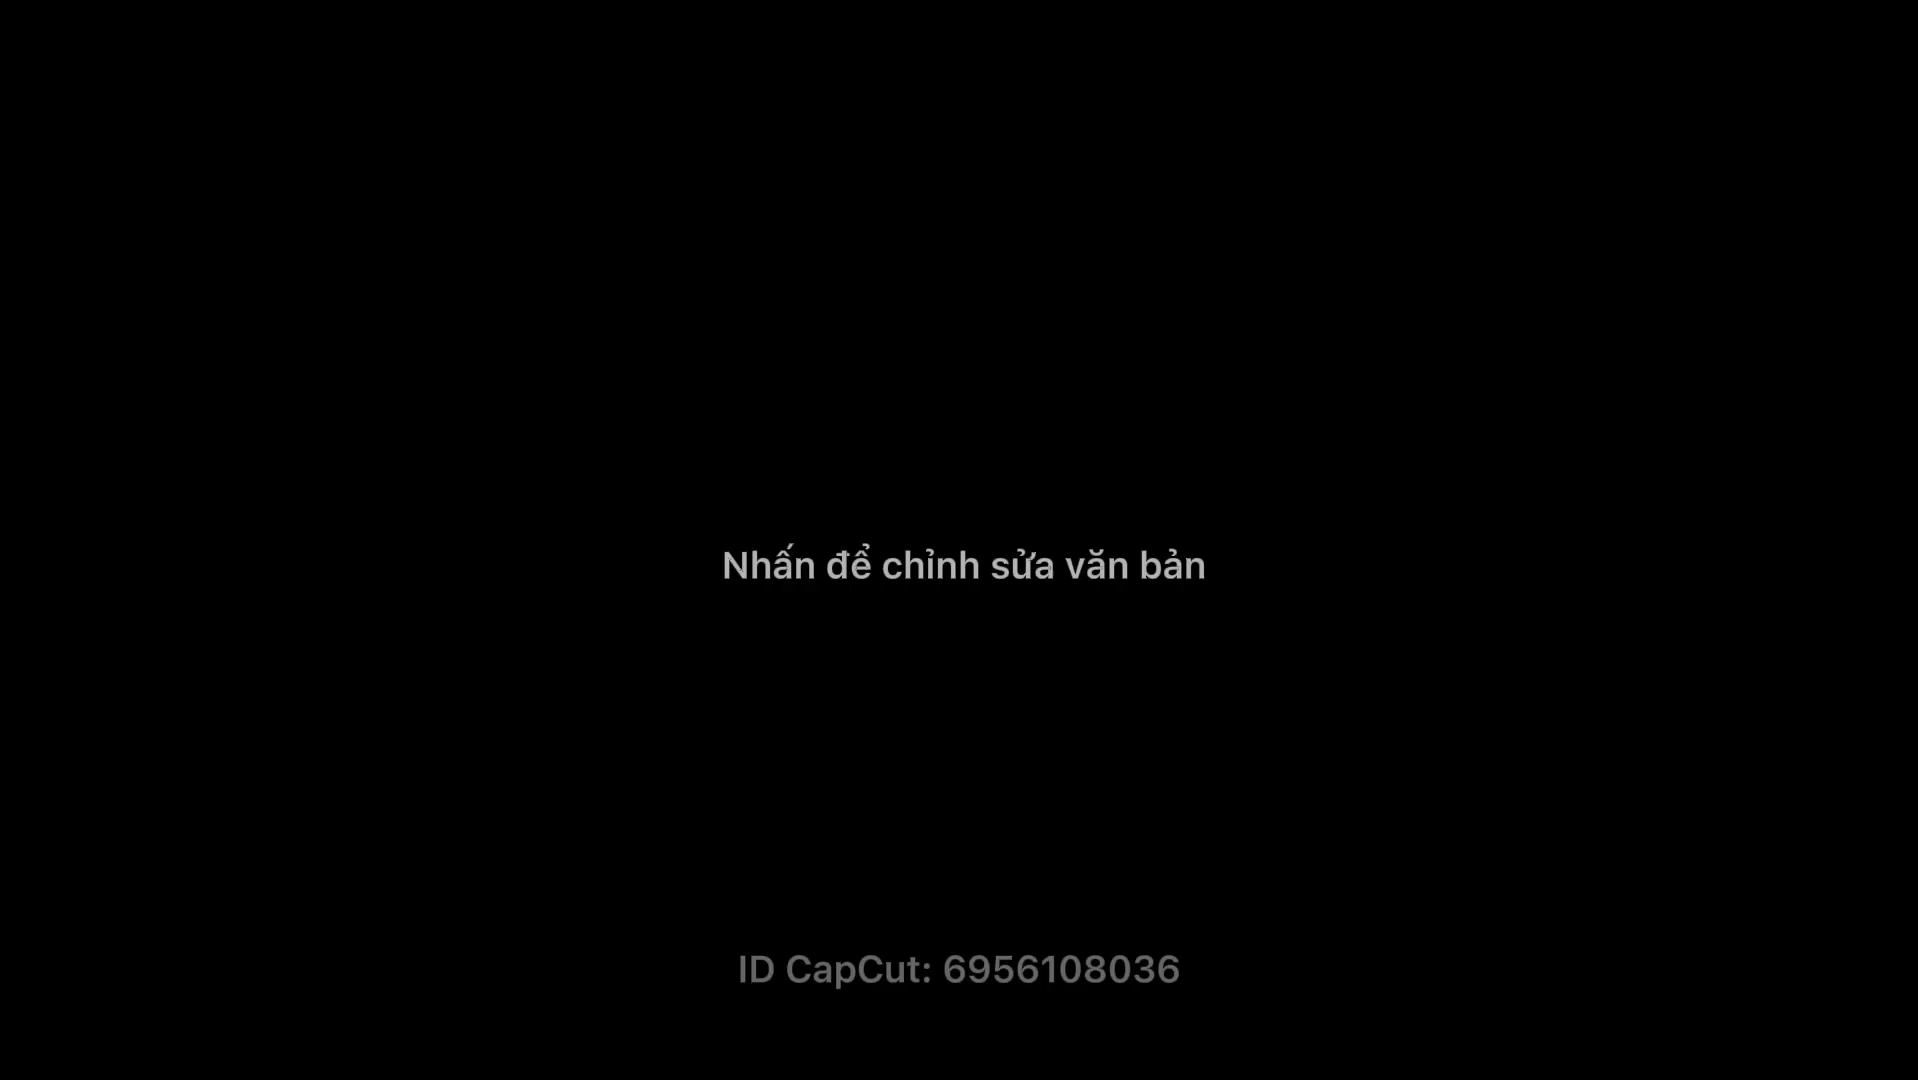 Nhấn để chỉnh sửa văn bản
ID CapCut: 6956108036